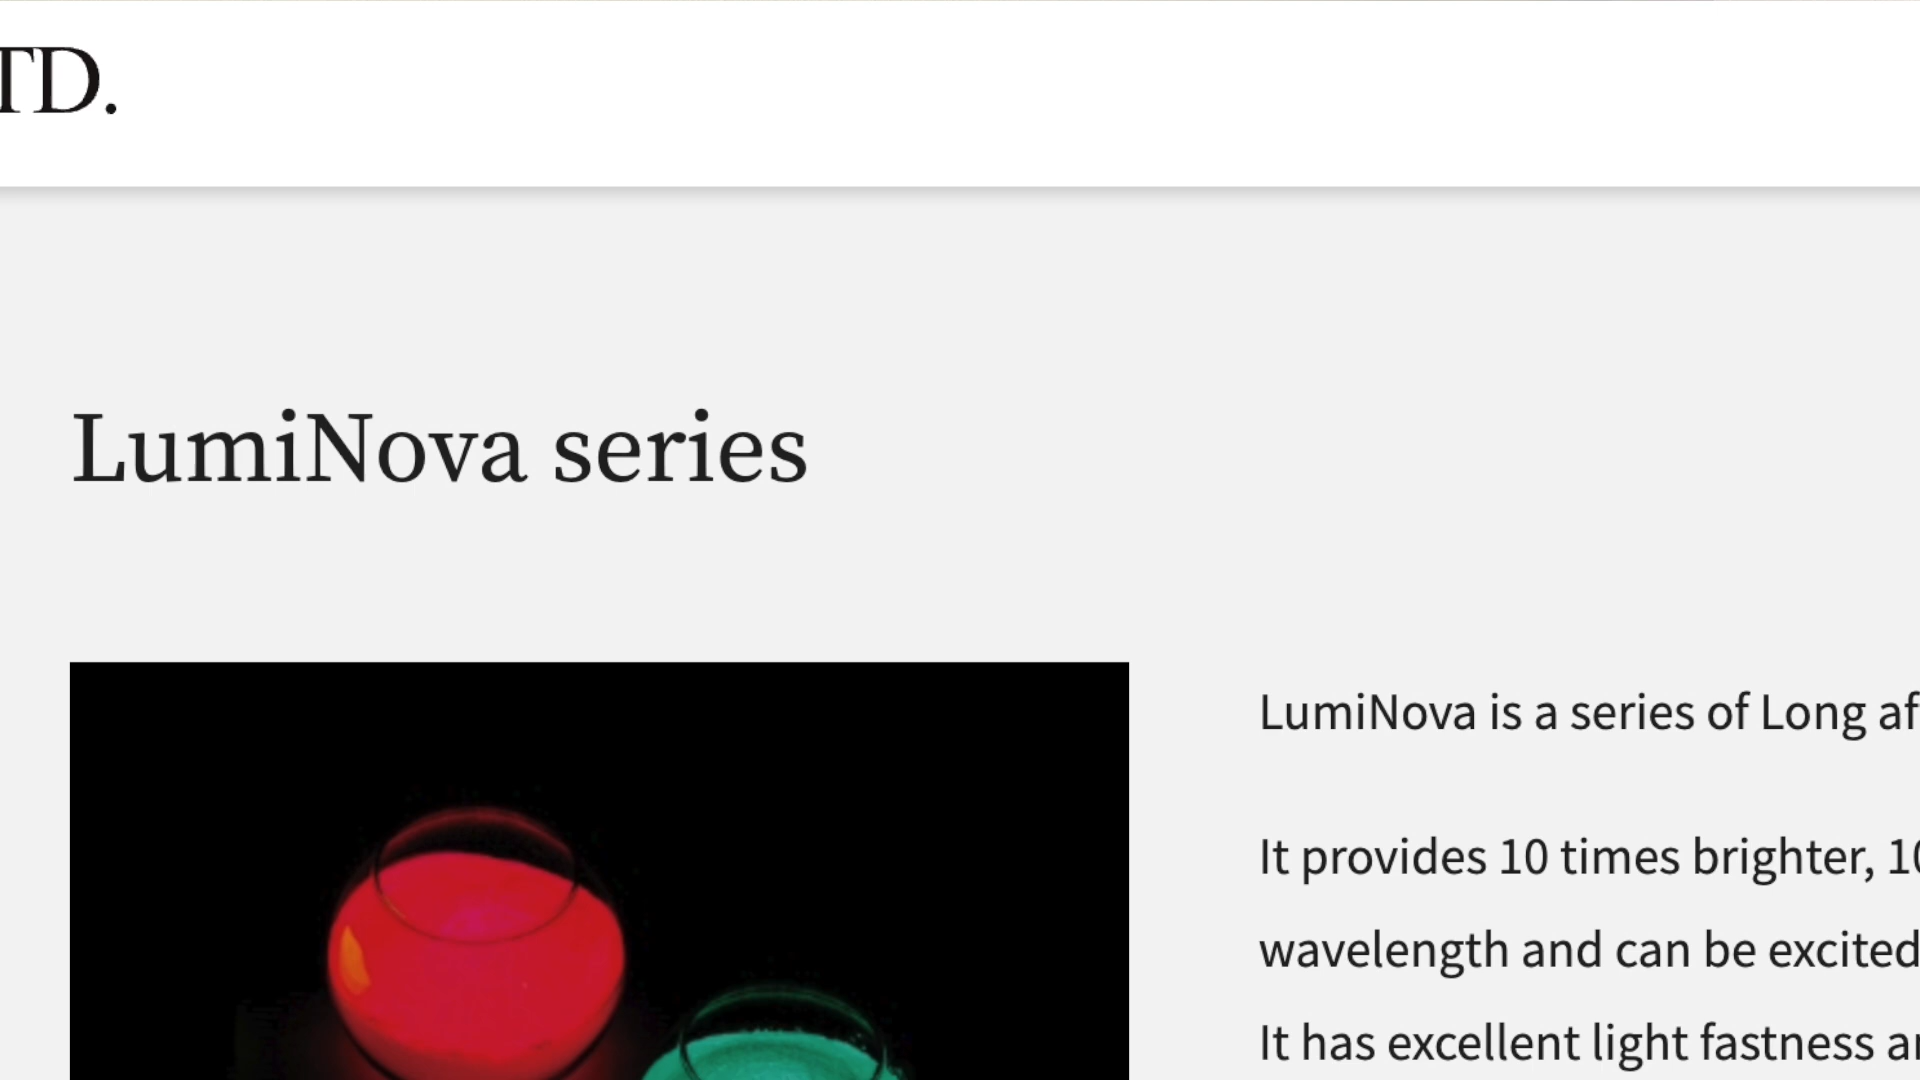 TD.
LumiNova series
LumiNova is a series of Long af
It provides 10 times brighter, 10
wavelength and can be excited
It has excellent light fastness a